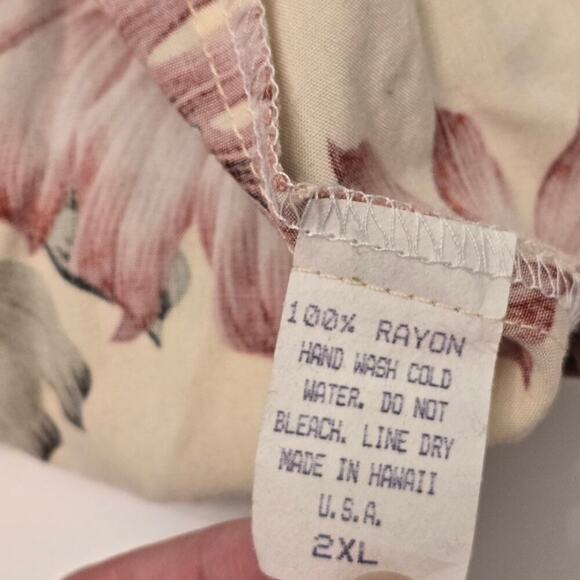 100% RAYON
HAND WASH COLD
WATER. DO NOT
BLEACH. LINE DRY
MADE IN HAWAII
U.S.A.
2XL